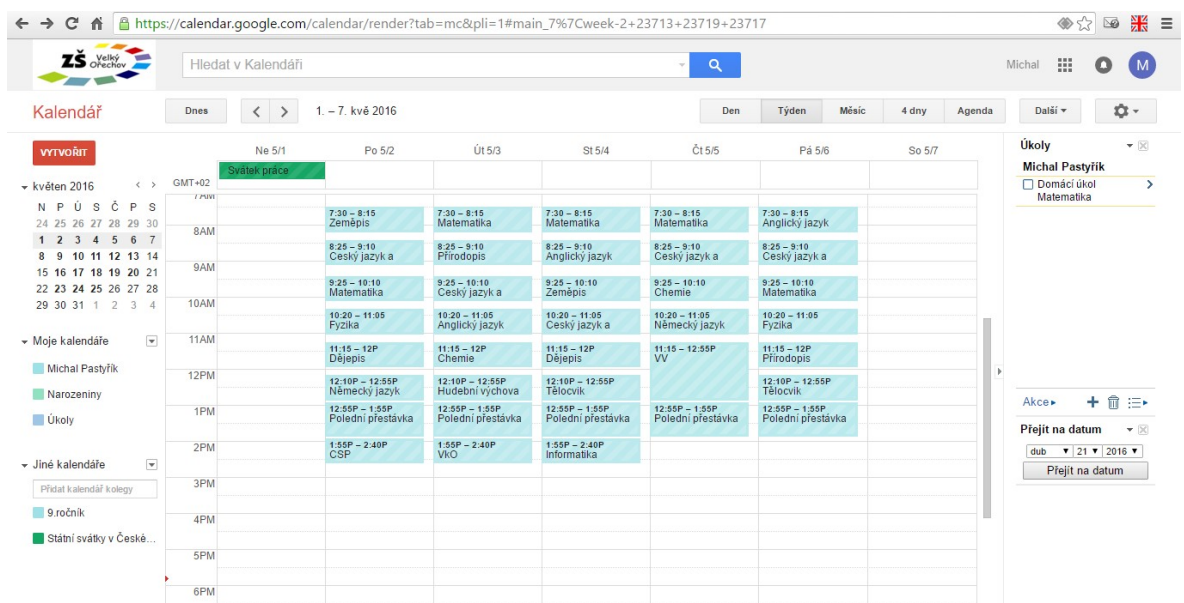 https://calendar.google.com/calendar/render?tab=mc&pli=1#main_7%7Cweek-2+23713+23719+23717
ZŠ Velký Ořechov
Hledat v Kalendáři
Michal
M
Kalendář
Dnes
1. – 7. kvě 2016
Den
Týden
Měsíc
4 dny
Agenda
Další
VYTVOŘIT
květen 2016
N P Ú S Č P S
24 25 26 27 28 29 30
1 2 3 4 5 6 7
8 9 10 11 12 13 14
15 16 17 18 19 20 21
22 23 24 25 26 27 28
29 30 31 1 2 3 4
Moje kalendáře
Michal Pastyřík
Narozeniny
Úkoly
Jiné kalendáře
Přidat kalendář kolegy
9.ročník
Státní svátky v České…
Ne 5/1
Po 5/2
Út 5/3
St 5/4
Čt 5/5
Pá 5/6
So 5/7
GMT+02
Svátek práce
7AM
8AM
9AM
10AM
11AM
12PM
1PM
2PM
3PM
4PM
5PM
6PM
7:30 – 8:15
Zeměpis
8:25 – 9:10
Český jazyk a
9:25 – 10:10
Matematika
10:20 – 11:05
Fyzika
11:15 – 12P
Dějepis
12:10P – 12:55P
Německý jazyk
12:55P – 1:55P
Polední přestávka
1:55P – 2:40P
CSP
7:30 – 8:15
Matematika
8:25 – 9:10
Přírodopis
9:25 – 10:10
Český jazyk a
10:20 – 11:05
Anglický jazyk
11:15 – 12P
Chemie
12:10P – 12:55P
Hudební výchova
12:55P – 1:55P
Polední přestávka
1:55P – 2:40P
VkO
7:30 – 8:15
Matematika
8:25 – 9:10
Anglický jazyk
9:25 – 10:10
Zeměpis
10:20 – 11:05
Český jazyk a
11:15 – 12P
Dějepis
12:10P – 12:55P
Tělocvik
12:55P – 1:55P
Polední přestávka
1:55P – 2:40P
Informatika
7:30 – 8:15
Matematika
8:25 – 9:10
Český jazyk a
9:25 – 10:10
Chemie
10:20 – 11:05
Německý jazyk
11:15 – 12:55P
VV
12:55P – 1:55P
Polední přestávka
7:30 – 8:15
Anglický jazyk
8:25 – 9:10
Český jazyk a
9:25 – 10:10
Matematika
10:20 – 11:05
Fyzika
11:15 – 12P
Přírodopis
12:10P – 12:55P
Tělocvik
12:55P – 1:55P
Polední přestávka
Úkoly
Michal Pastyřík
Domácí úkol
Matematika
Akce
Přejít na datum
dub 21 2016
Přejít na datum